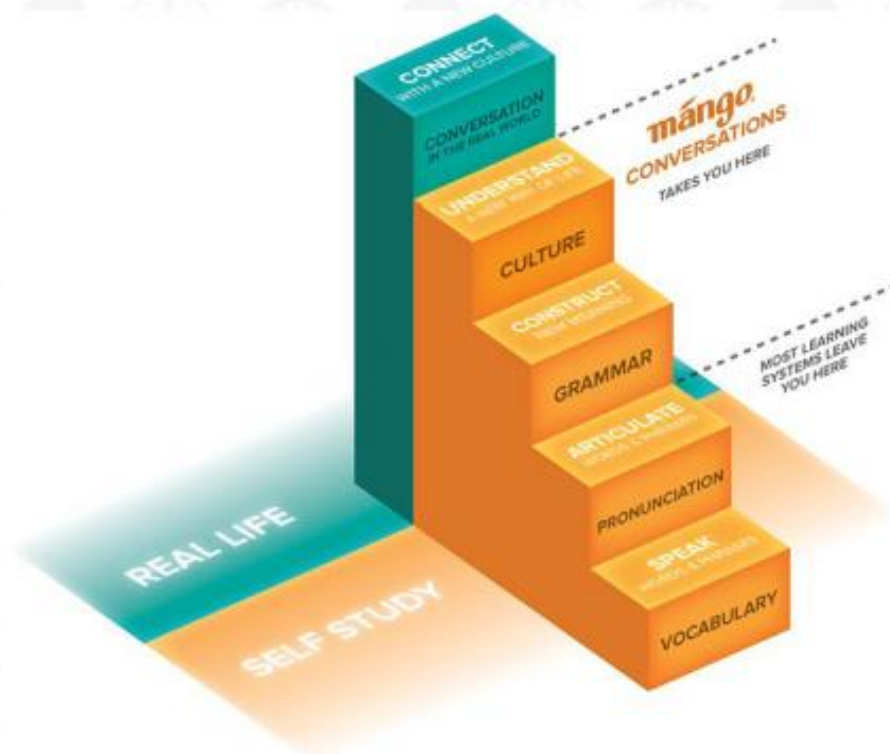 CONNECT
WITH A NEW CULTURE
CONVERSATION
IN THE REAL WORLD
mángo
CONVERSATIONS
TAKES YOU HERE
UNDERSTAND
A NEW WAY OF LIFE
CULTURE
CONSTRUCT
NEW MEANING
GRAMMAR
MOST LEARNING
SYSTEMS LEAVE
YOU HERE
ARTICULATE
WORDS & PHRASES
PRONUNCIATION
SPEAK
WORDS & PHRASES
VOCABULARY
REAL LIFE
SELF STUDY